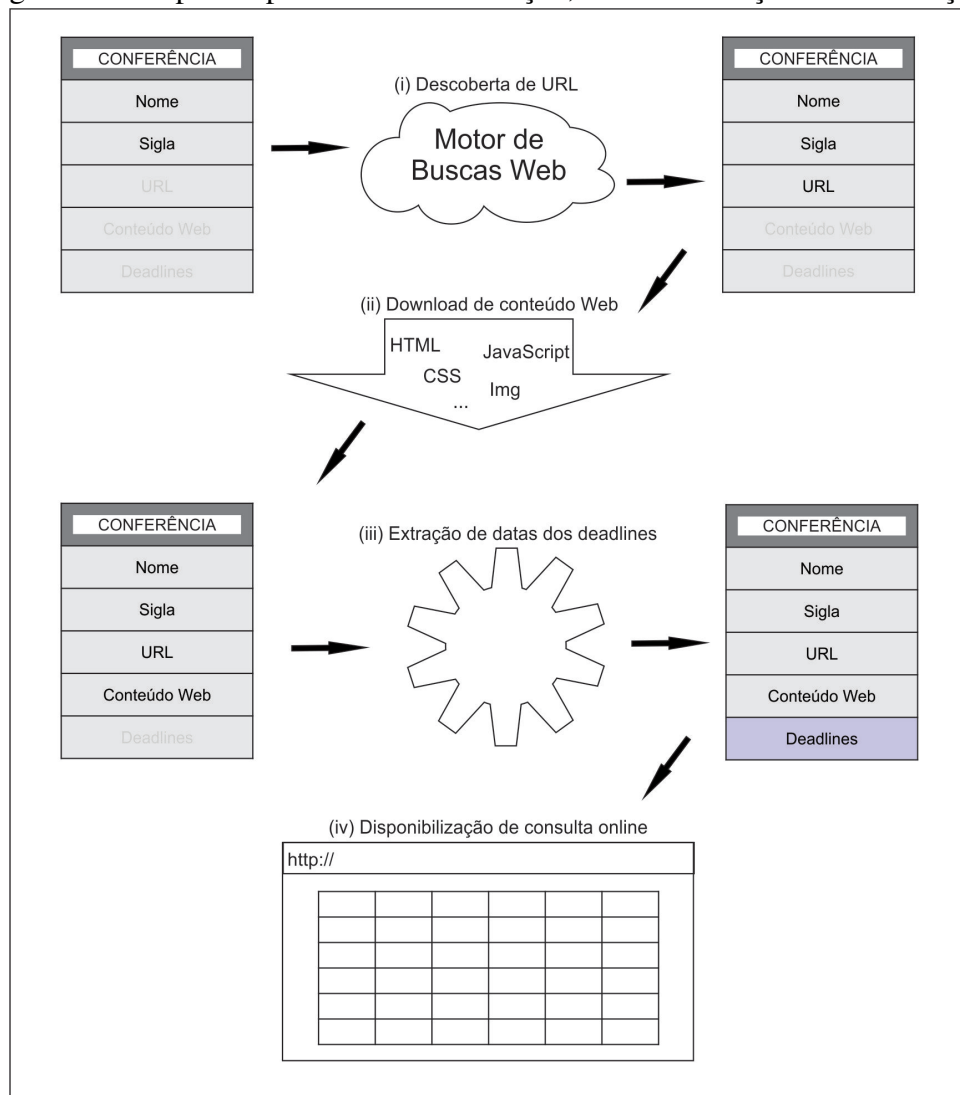 CONFERÊNCIA
Nome
Sigla
URL
Conteúdo Web
Deadlines
(i) Descoberta de URL
Motor de
Buscas Web
CONFERÊNCIA
Nome
Sigla
URL
Conteúdo Web
Deadlines
(ii) Download de conteúdo Web
HTML
JavaScript
CSS
Img
...
CONFERÊNCIA
Nome
Sigla
URL
Conteúdo Web
Deadlines
(iii) Extração de datas dos deadlines
CONFERÊNCIA
Nome
Sigla
URL
Conteúdo Web
Deadlines
(iv) Disponibilização de consulta online
http://